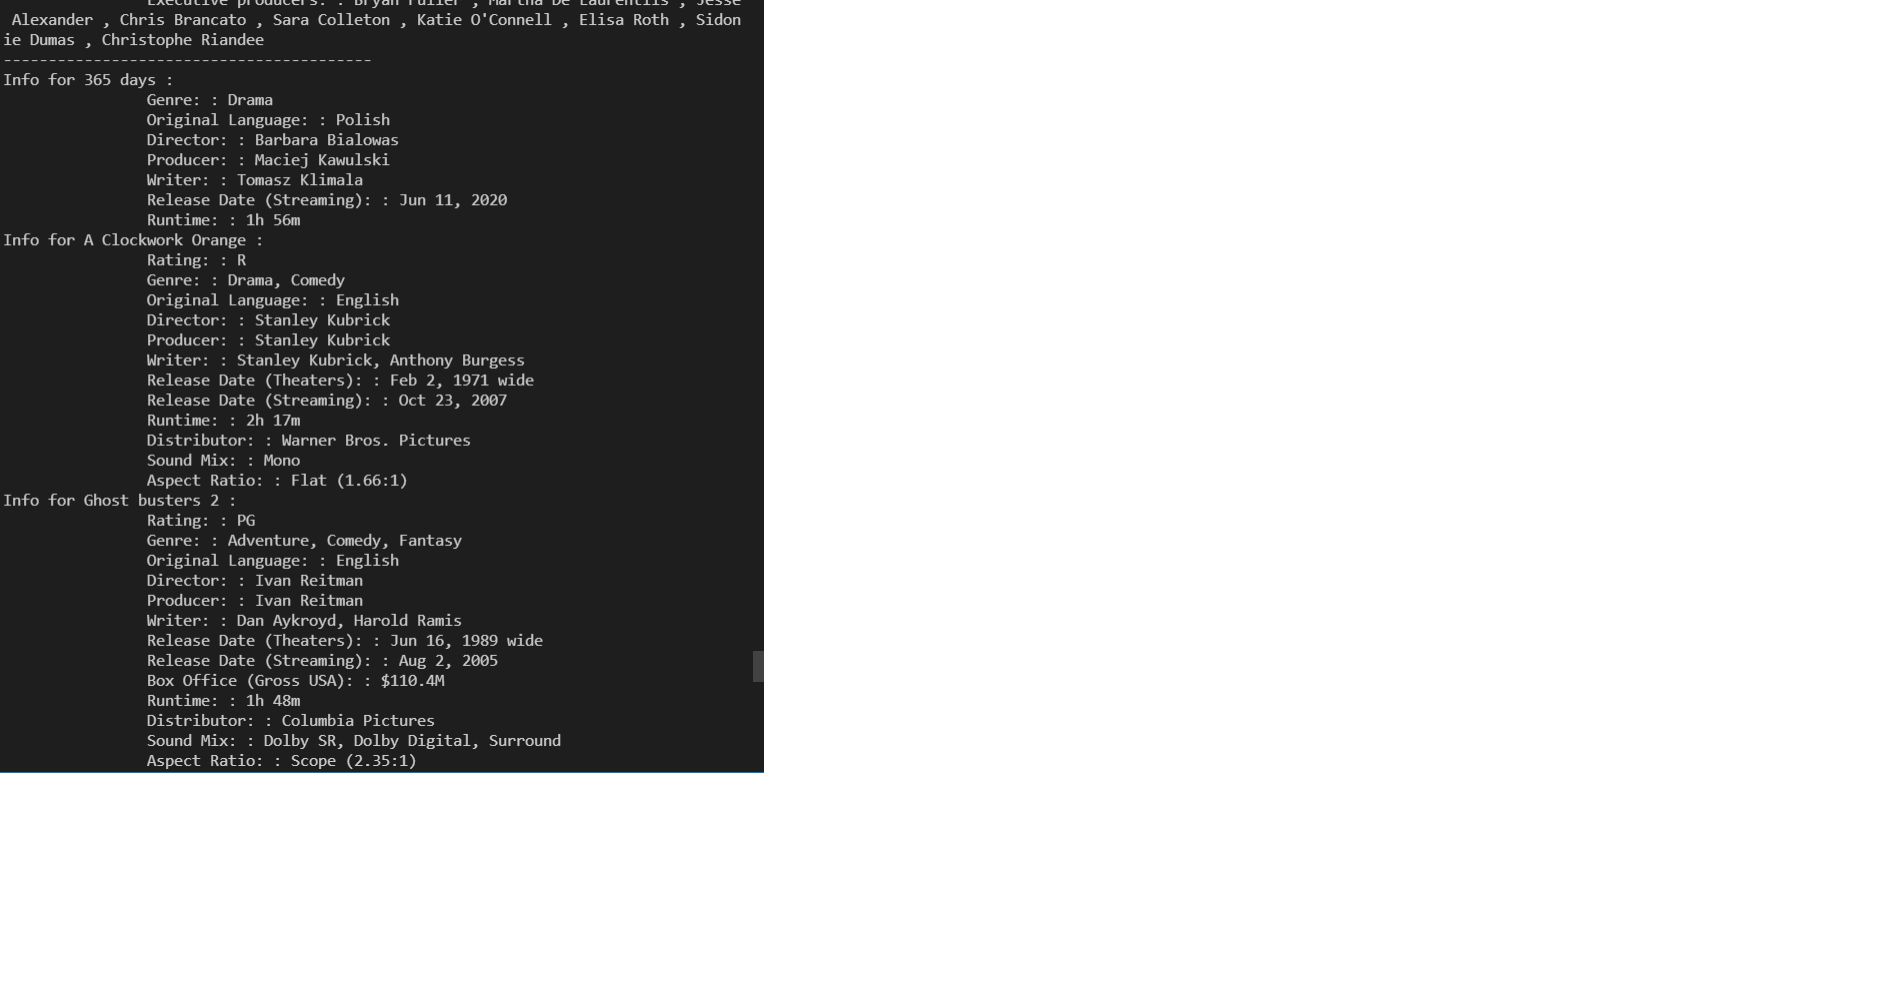 Executive producers: : Bryan Fuller , Martha De Laurentiis , Jesse
Alexander , Chris Brancato , Sara Colleton , Katie O'Connell , Elisa Roth , Sidon
ie Dumas , Christophe Riandee
-----------------------------------------
Info for 365 days :
Genre: : Drama
Original Language: : Polish
Director: : Barbara Bialowas
Producer: : Maciej Kawulski
Writer: : Tomasz Klimala
Release Date (Streaming): : Jun 11, 2020
Runtime: : 1h 56m
Info for A Clockwork Orange :
Rating: : R
Genre: : Drama, Comedy
Original Language: : English
Director: : Stanley Kubrick
Producer: : Stanley Kubrick
Writer: : Stanley Kubrick, Anthony Burgess
Release Date (Theaters): : Feb 2, 1971 wide
Release Date (Streaming): : Oct 23, 2007
Runtime: : 2h 17m
Distributor: : Warner Bros. Pictures
Sound Mix: : Mono
Aspect Ratio: : Flat (1.66:1)
Info for Ghost busters 2 :
Rating: : PG
Genre: : Adventure, Comedy, Fantasy
Original Language: : English
Director: : Ivan Reitman
Producer: : Ivan Reitman
Writer: : Dan Aykroyd, Harold Ramis
Release Date (Theaters): : Jun 16, 1989 wide
Release Date (Streaming): : Aug 2, 2005
Box Office (Gross USA): : $110.4M
Runtime: : 1h 48m
Distributor: : Columbia Pictures
Sound Mix: : Dolby SR, Dolby Digital, Surround
Aspect Ratio: : Scope (2.35:1)